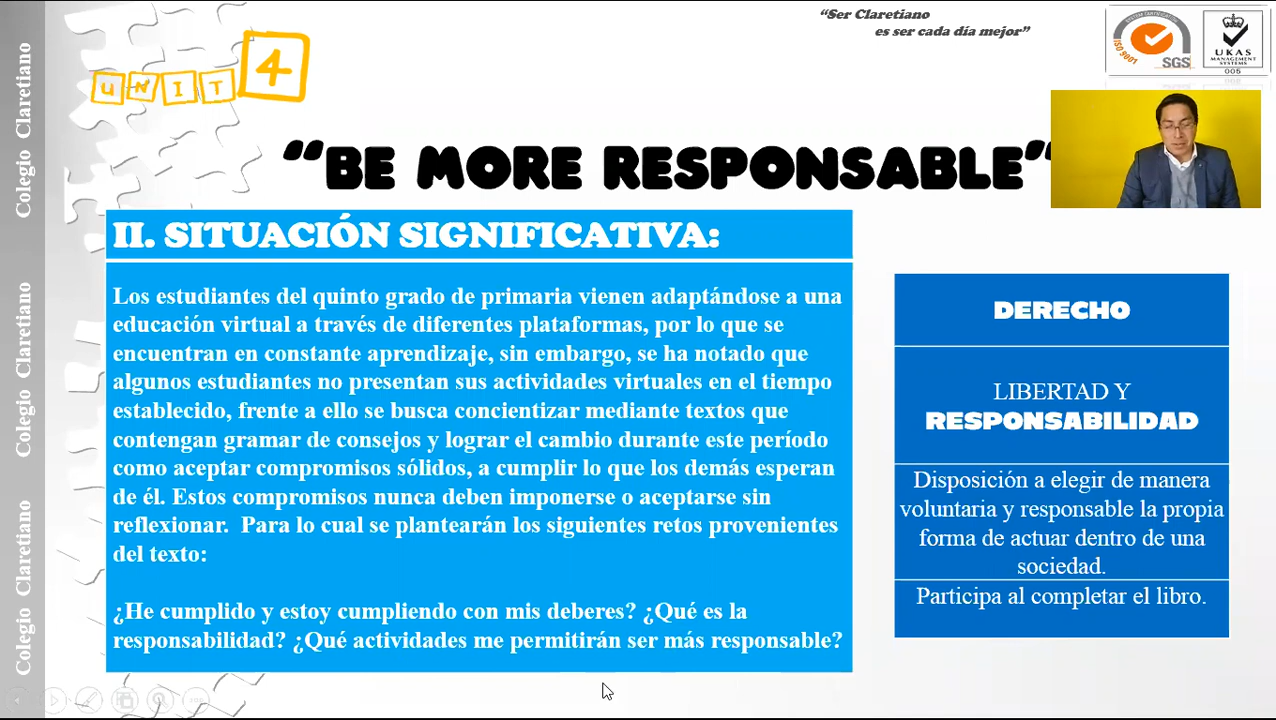 “Ser Claretiano
es ser cada día mejor”
SYSTEM CERTIFICATION
ISO 9001
SGS
UKAS
MANAGEMENT
SYSTEMS
005
UNIT 4
“BE MORE RESPONSABLE”
II. SITUACIÓN SIGNIFICATIVA:
Los estudiantes del quinto grado de primaria vienen adaptándose a una
educación virtual a través de diferentes plataformas, por lo que se
encuentran en constante aprendizaje, sin embargo, se ha notado que
algunos estudiantes no presentan sus actividades virtuales en el tiempo
establecido, frente a ello se busca concientizar mediante textos que
contengan gramar de consejos y lograr el cambio durante este período
como aceptar compromisos sólidos, a cumplir lo que los demás esperan
de él. Estos compromisos nunca deben imponerse o aceptarse sin
reflexionar. Para lo cual se plantearán los siguientes retos provenientes
del texto:
¿He cumplido y estoy cumpliendo con mis deberes? ¿Qué es la
responsabilidad? ¿Qué actividades me permitirán ser más responsable?
DERECHO
LIBERTAD Y
RESPONSABILIDAD
Disposición a elegir de manera
voluntaria y responsable la propia
forma de actuar dentro de una
sociedad.
Participa al completar el libro.
Colegio Claretiano
Colegio Claretiano
Colegio Claretiano